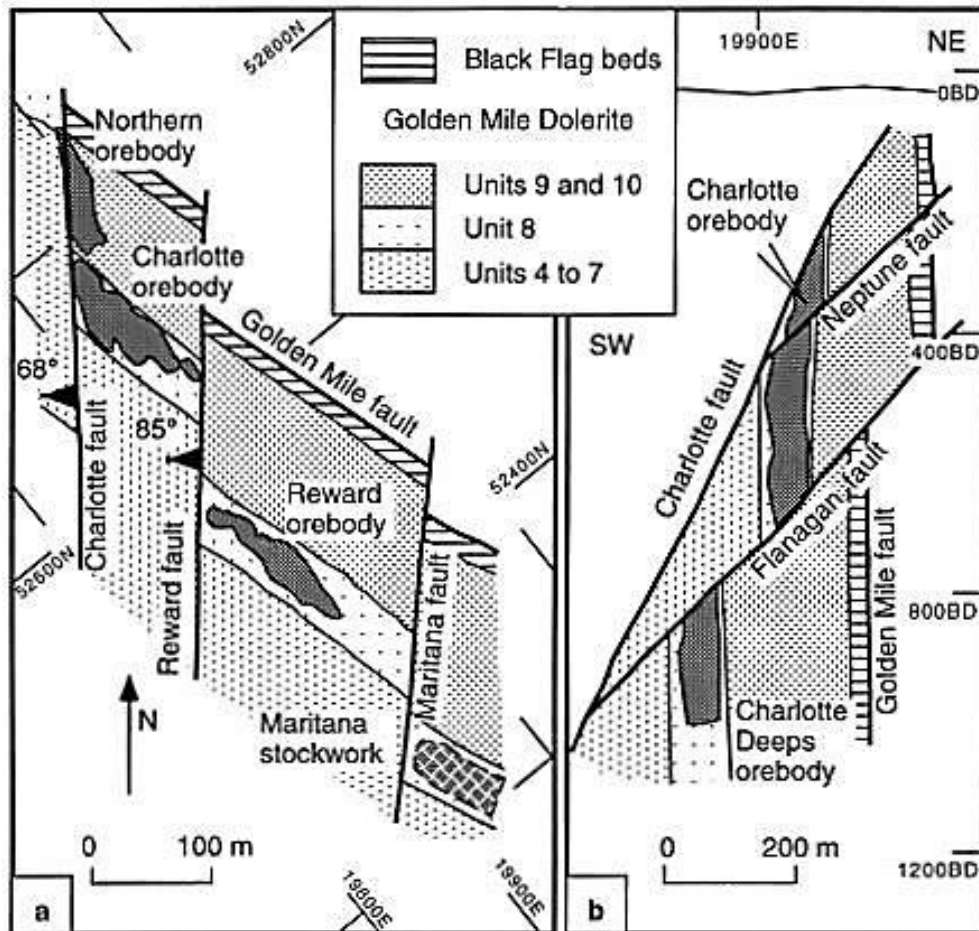 52800N
Northern
orebody
Charlotte
orebody
Golden Mile fault
68°
85°
Charlotte fault
Reward
orebody
52400N
52600N
Reward fault
Maritana fault
N
Maritana
stockwork
0
100 m
19800E
19900E
a
Black Flag beds
Golden Mile Dolerite
Units 9 and 10
Unit 8
Units 4 to 7
19900E
NE
0BD
Charlotte
orebody
Neptune fault
SW
400BD
Charlotte fault
Flanagan fault
800BD
Golden Mile fault
Charlotte
Deeps
orebody
0
200 m
1200BD
b